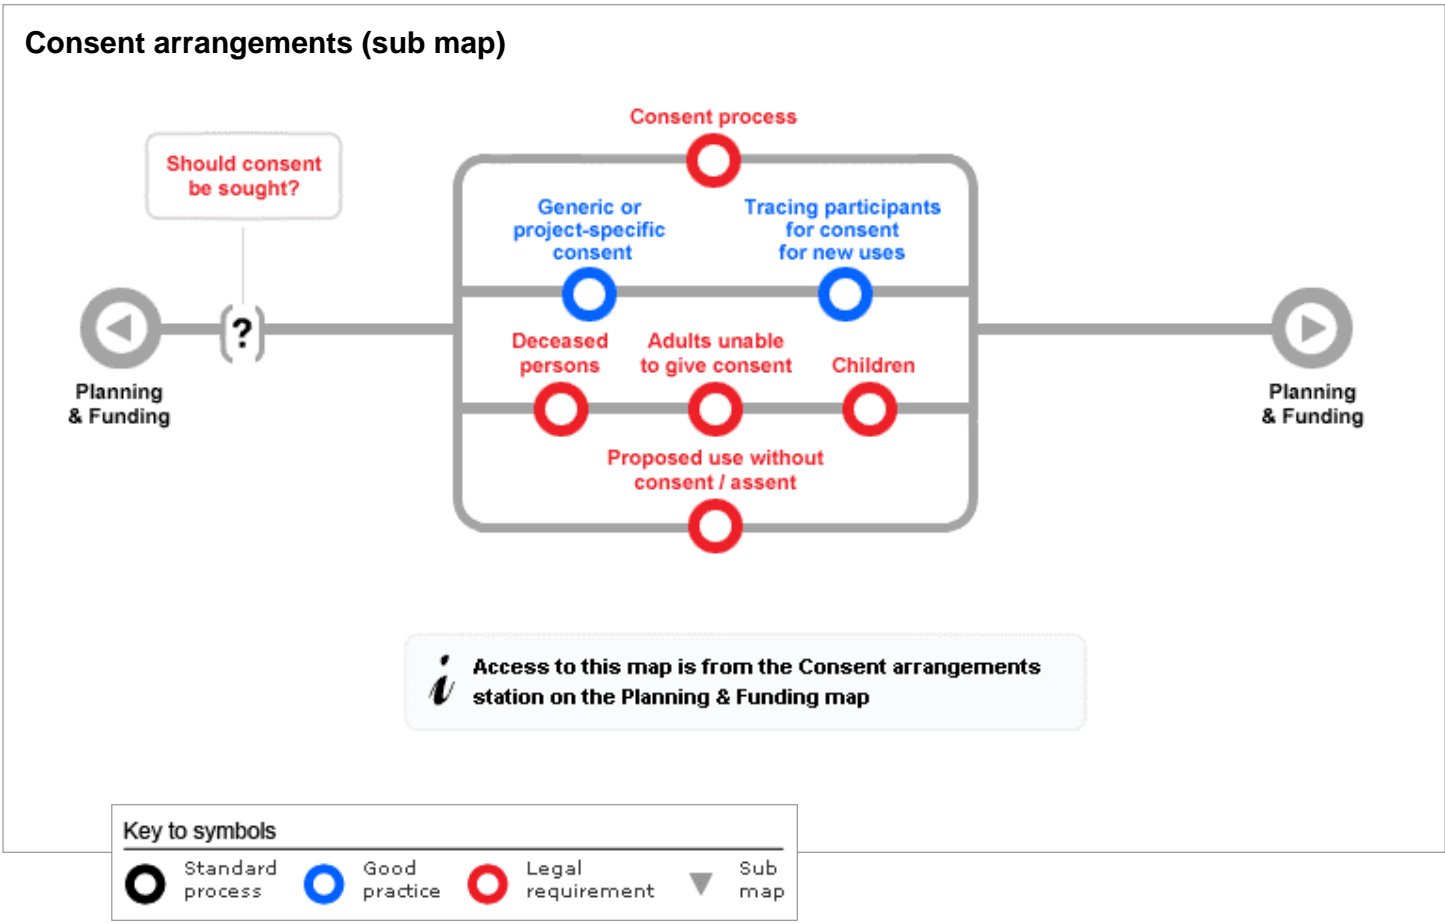 Consent arrangements (sub map)
Consent process
Should consent
be sought?
Generic or
project-specific
consent
Tracing participants
for consent
for new uses
?
Deceased
persons
Adults unable
to give consent
Children
Planning
& Funding
Planning
& Funding
Proposed use without
consent / assent
i
Access to this map is from the Consent arrangements
station on the Planning & Funding map
Key to symbols
Standard
process
Good
practice
Legal
requirement
Sub
map